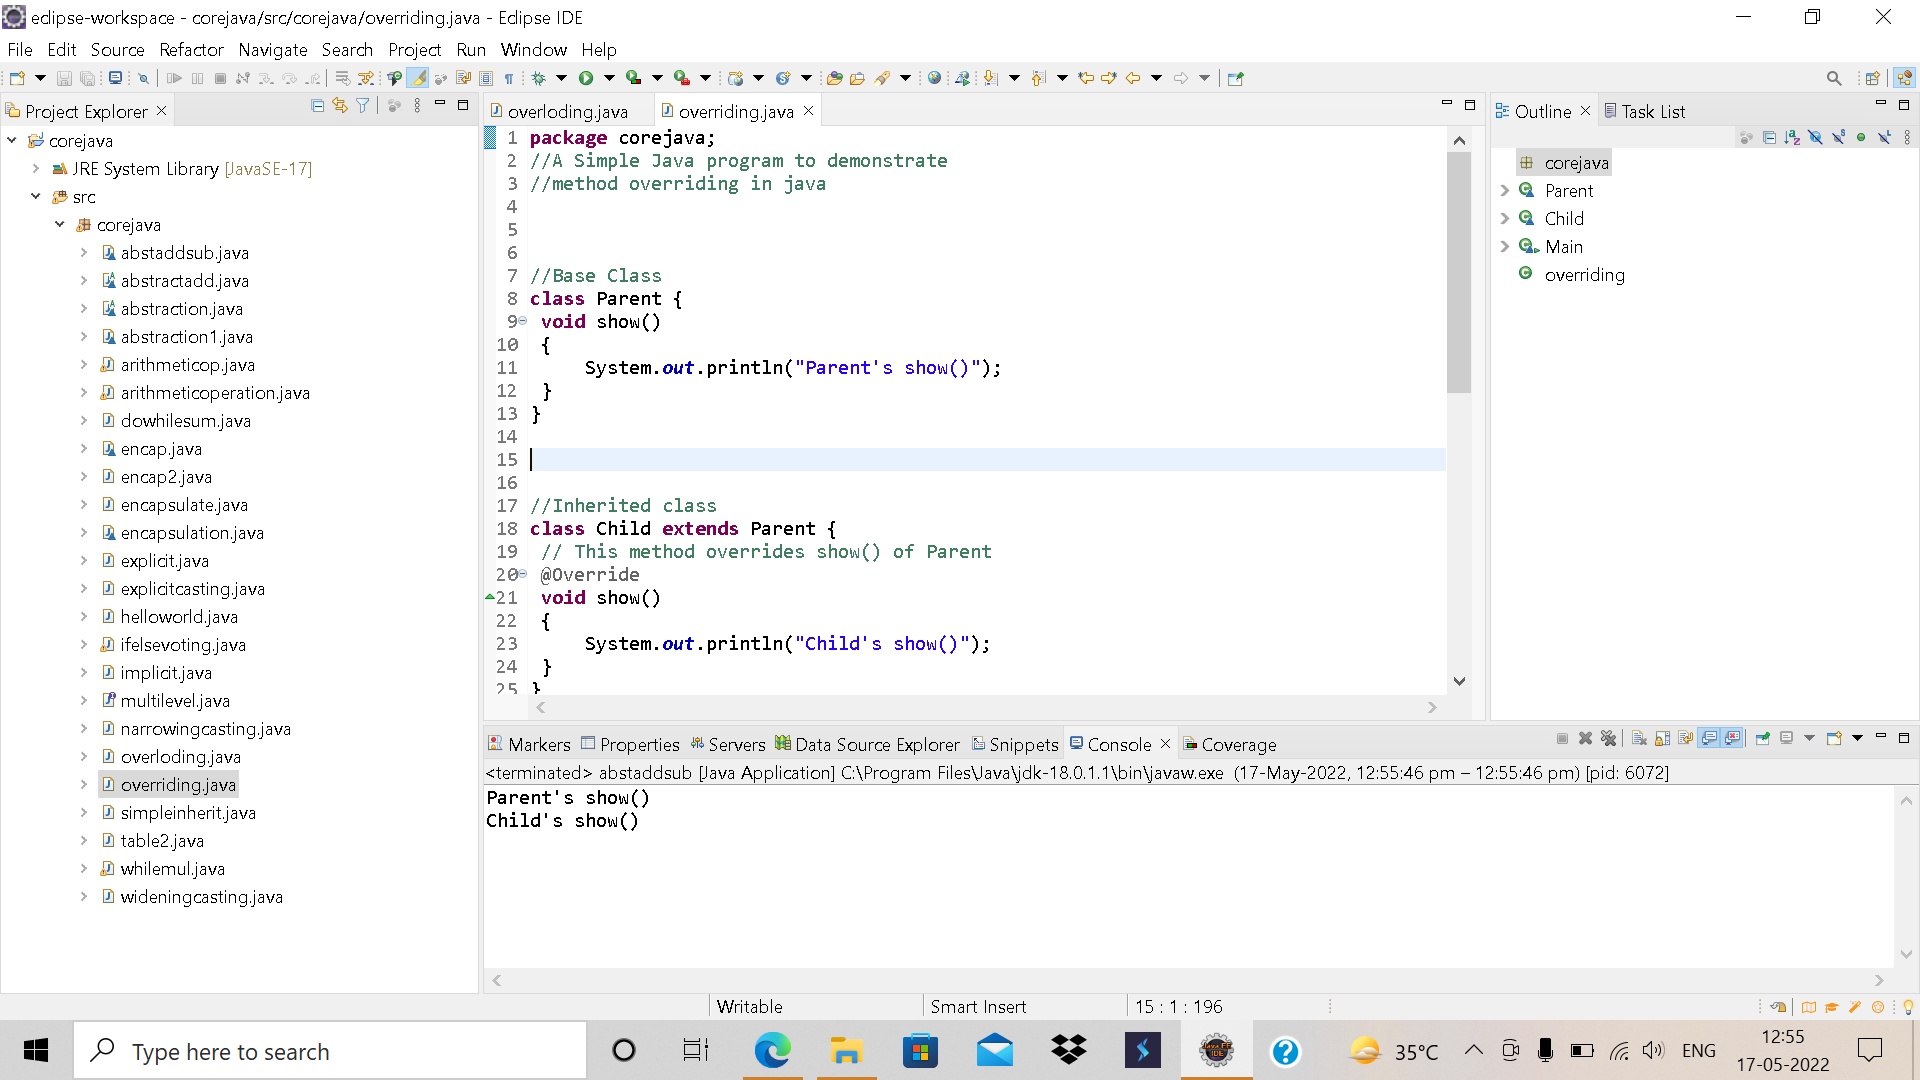 eclipse-workspace - corejava/src/corejava/overriding.java - Eclipse IDE
File Edit Source Refactor Navigate Search Project Run Window Help
Project Explorer
corejava
JRE System Library [JavaSE-17]
src
corejava
abstaddsub.java
abstractadd.java
abstraction.java
abstraction1.java
arithmeticop.java
arithmeticoperation.java
dowhilesum.java
encap.java
encap2.java
encapsulate.java
encapsulation.java
explicit.java
explicitcasting.java
helloworld.java
ifelsevoting.java
implicit.java
multilevel.java
narrowingcasting.java
overloding.java
overriding.java
simpleinherit.java
table2.java
whilemul.java
wideningcasting.java
overloding.java overriding.java
1 package corejava;
2 //A Simple Java program to demonstrate
3 //method overriding in java
4
5
6
7 //Base Class
8 class Parent {
9 void show()
10 {
11 System.out.println("Parent's show()");
12 }
13 }
14
15
16
17 //Inherited class
18 class Child extends Parent {
19 // This method overrides show() of Parent
20 @Override
21 void show()
22 {
23 System.out.println("Child's show()");
24 }
25 }
Outline Task List
corejava
Parent
Child
Main
overriding
Markers Properties Servers Data Source Explorer Snippets Console Coverage
<terminated> abstaddsub [Java Application] C:\Program Files\Java\jdk-18.0.1.1\bin\javaw.exe (17-May-2022, 12:55:46 pm – 12:55:46 pm) [pid: 6072]
Parent's show()
Child's show()
Writable Smart Insert 15 : 1 : 196
Type here to search
Java EE
IDE
35°C ENG
12:55
17-05-2022